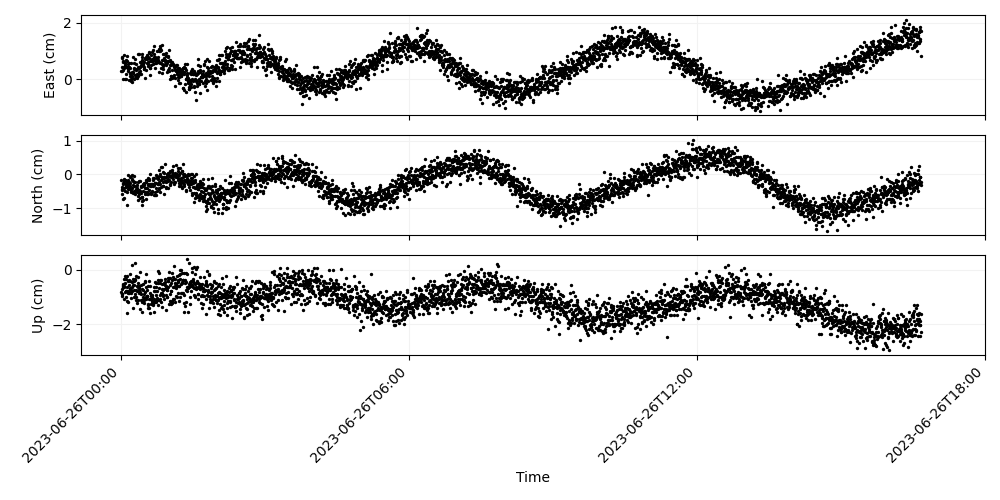 2
0
East (cm)
1
0
−1
North (cm)
0
−2
Up (cm)
2023-06-26T00:00
2023-06-26T06:00
2023-06-26T12:00
2023-06-26T18:00
Time